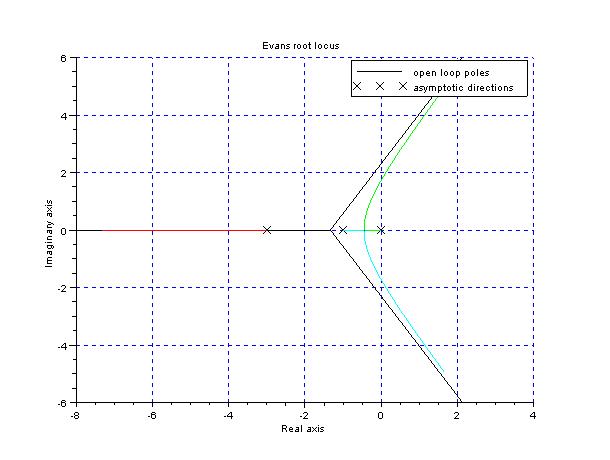 Evans root locus
6
open loop poles
asymptotic directions
4
2
0
-2
-4
-6
Imaginary axis
-8
-6
-4
-2
0
2
4
Real axis